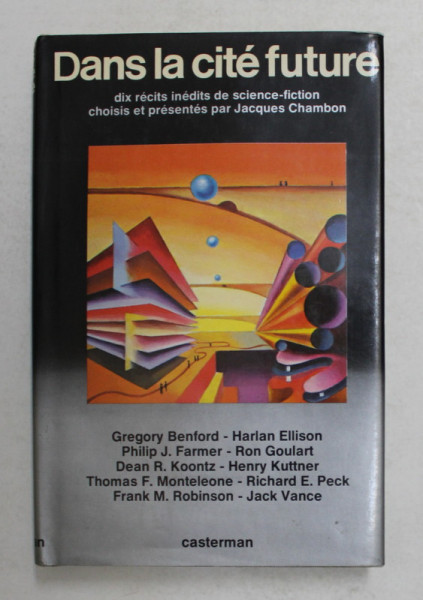 Dans la cité future
dix récits inédits de science-fiction
choisis et présentés par Jacques Chambon
Gregory Benford - Harlan Ellison
Philip J. Farmer - Ron Goulart
Dean R. Koontz - Henry Kuttner
Thomas F. Monteleone - Richard E. Peck
Frank M. Robinson - Jack Vance
casterman